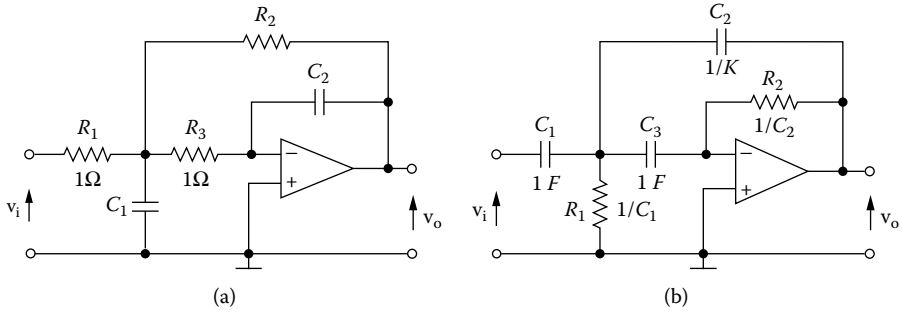 R₂
C₂
R₁
R₃
1Ω
1Ω
−
+
C₁
vᵢ
vₒ
(a)
C₂
1/K
R₂
1/C₂
C₁
C₃
1 F
1 F
−
+
R₁
1/C₁
vᵢ
vₒ
(b)